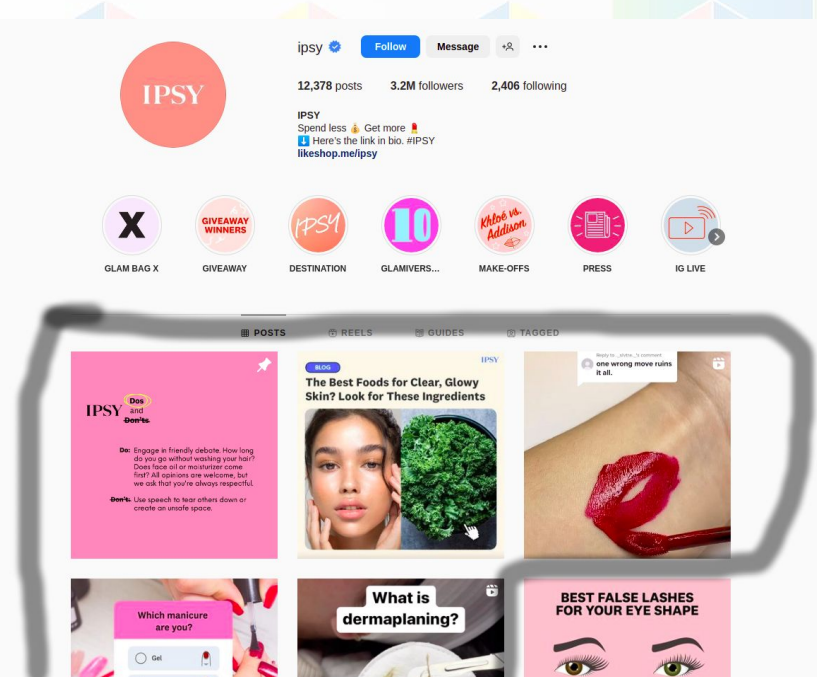 ipsy Follow Message
12,378 posts 3.2M followers 2,406 following
IPSY
IPSY
Spend less 💰 Get more 💄
⬇️ Here's the link in bio. #IPSY
likeshop.me/ipsy
X
GIVEAWAY
WINNERS
IPSY
10
Khloé vs.
Addison
GLAM BAG X GIVEAWAY DESTINATION GLAMIVERS... MAKE-OFFS PRESS IG LIVE
POSTS REELS GUIDES TAGGED
IPSY
Dos
and
Don'ts
Do: Engage in friendly debate. How long
do you go without washing your hair?
Does face oil or moisturizer come
first? All opinions are welcome, but
we ask that you're always respectful.
Don't: Use speech to tear others down or
create an unsafe space.
IPSY
BLOG
The Best Foods for Clear, Glowy
Skin? Look for These Ingredients
one wrong move ruins
it all.
Which manicure
are you?
Gel
What is
dermaplaning?
BEST FALSE LASHES
FOR YOUR EYE SHAPE